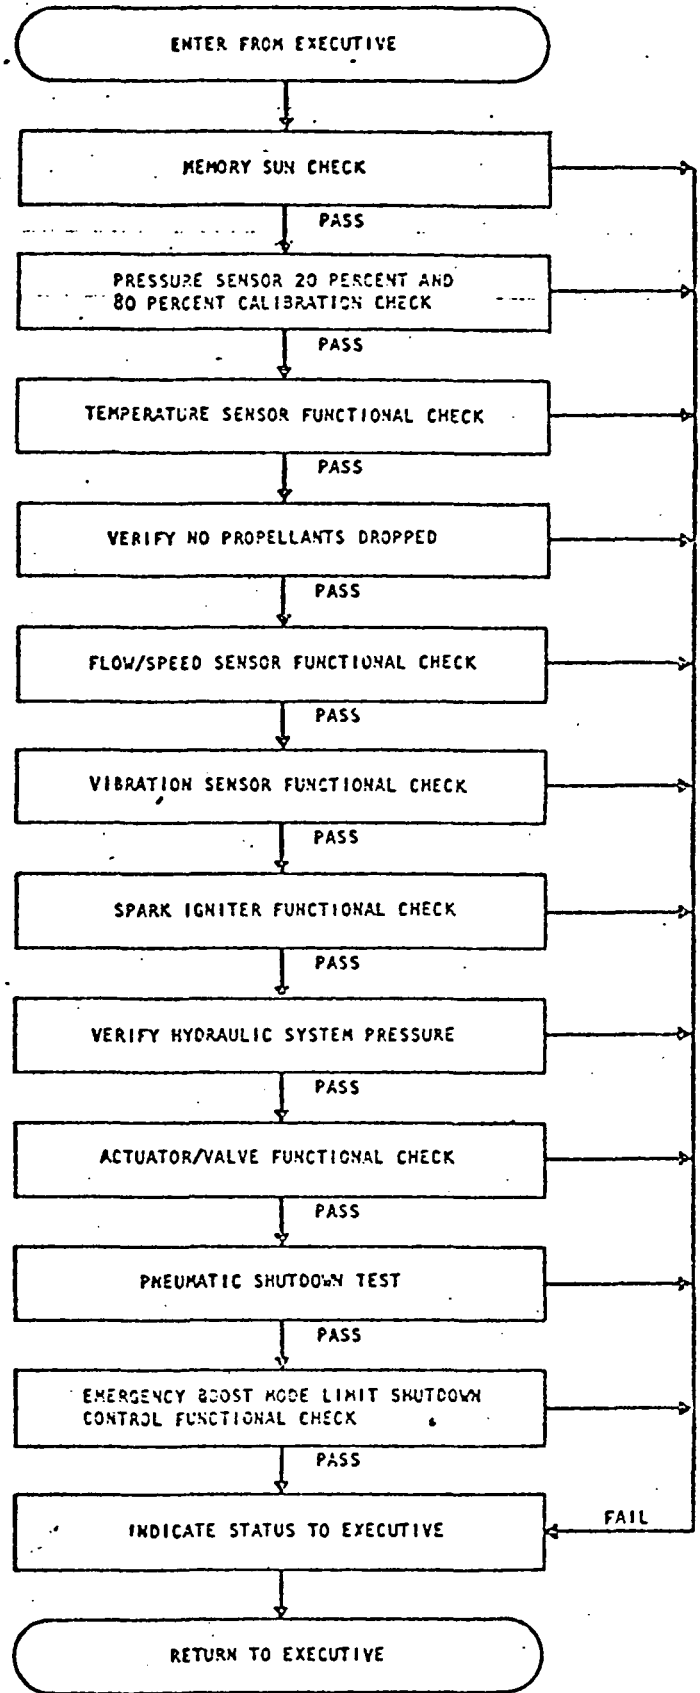 ENTER FROM EXECUTIVE
MEMORY SUM CHECK
PASS
PRESSURE SENSOR 20 PERCENT AND
80 PERCENT CALIBRATION CHECK
PASS
TEMPERATURE SENSOR FUNCTIONAL CHECK
PASS
VERIFY NO PROPELLANTS DROPPED
PASS
FLOW/SPEED SENSOR FUNCTIONAL CHECK
PASS
VIBRATION SENSOR FUNCTIONAL CHECK
PASS
SPARK IGNITER FUNCTIONAL CHECK
PASS
VERIFY HYDRAULIC SYSTEM PRESSURE
PASS
ACTUATOR/VALVE FUNCTIONAL CHECK
PASS
PNEUMATIC SHUTDOWN TEST
PASS
EMERGENCY BOOST MODE LIMIT SHUTDOWN
CONTROL FUNCTIONAL CHECK
PASS
INDICATE STATUS TO EXECUTIVE
FAIL
RETURN TO EXECUTIVE